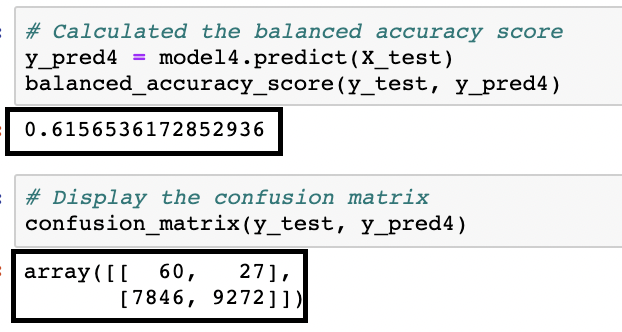 # Calculated the balanced accuracy score
y_pred4 = model4.predict(X_test)
balanced_accuracy_score(y_test, y_pred4)
0.6156536172852936
# Display the confusion matrix
confusion_matrix(y_test, y_pred4)
array([[  60,   27],
       [7846, 9272]])